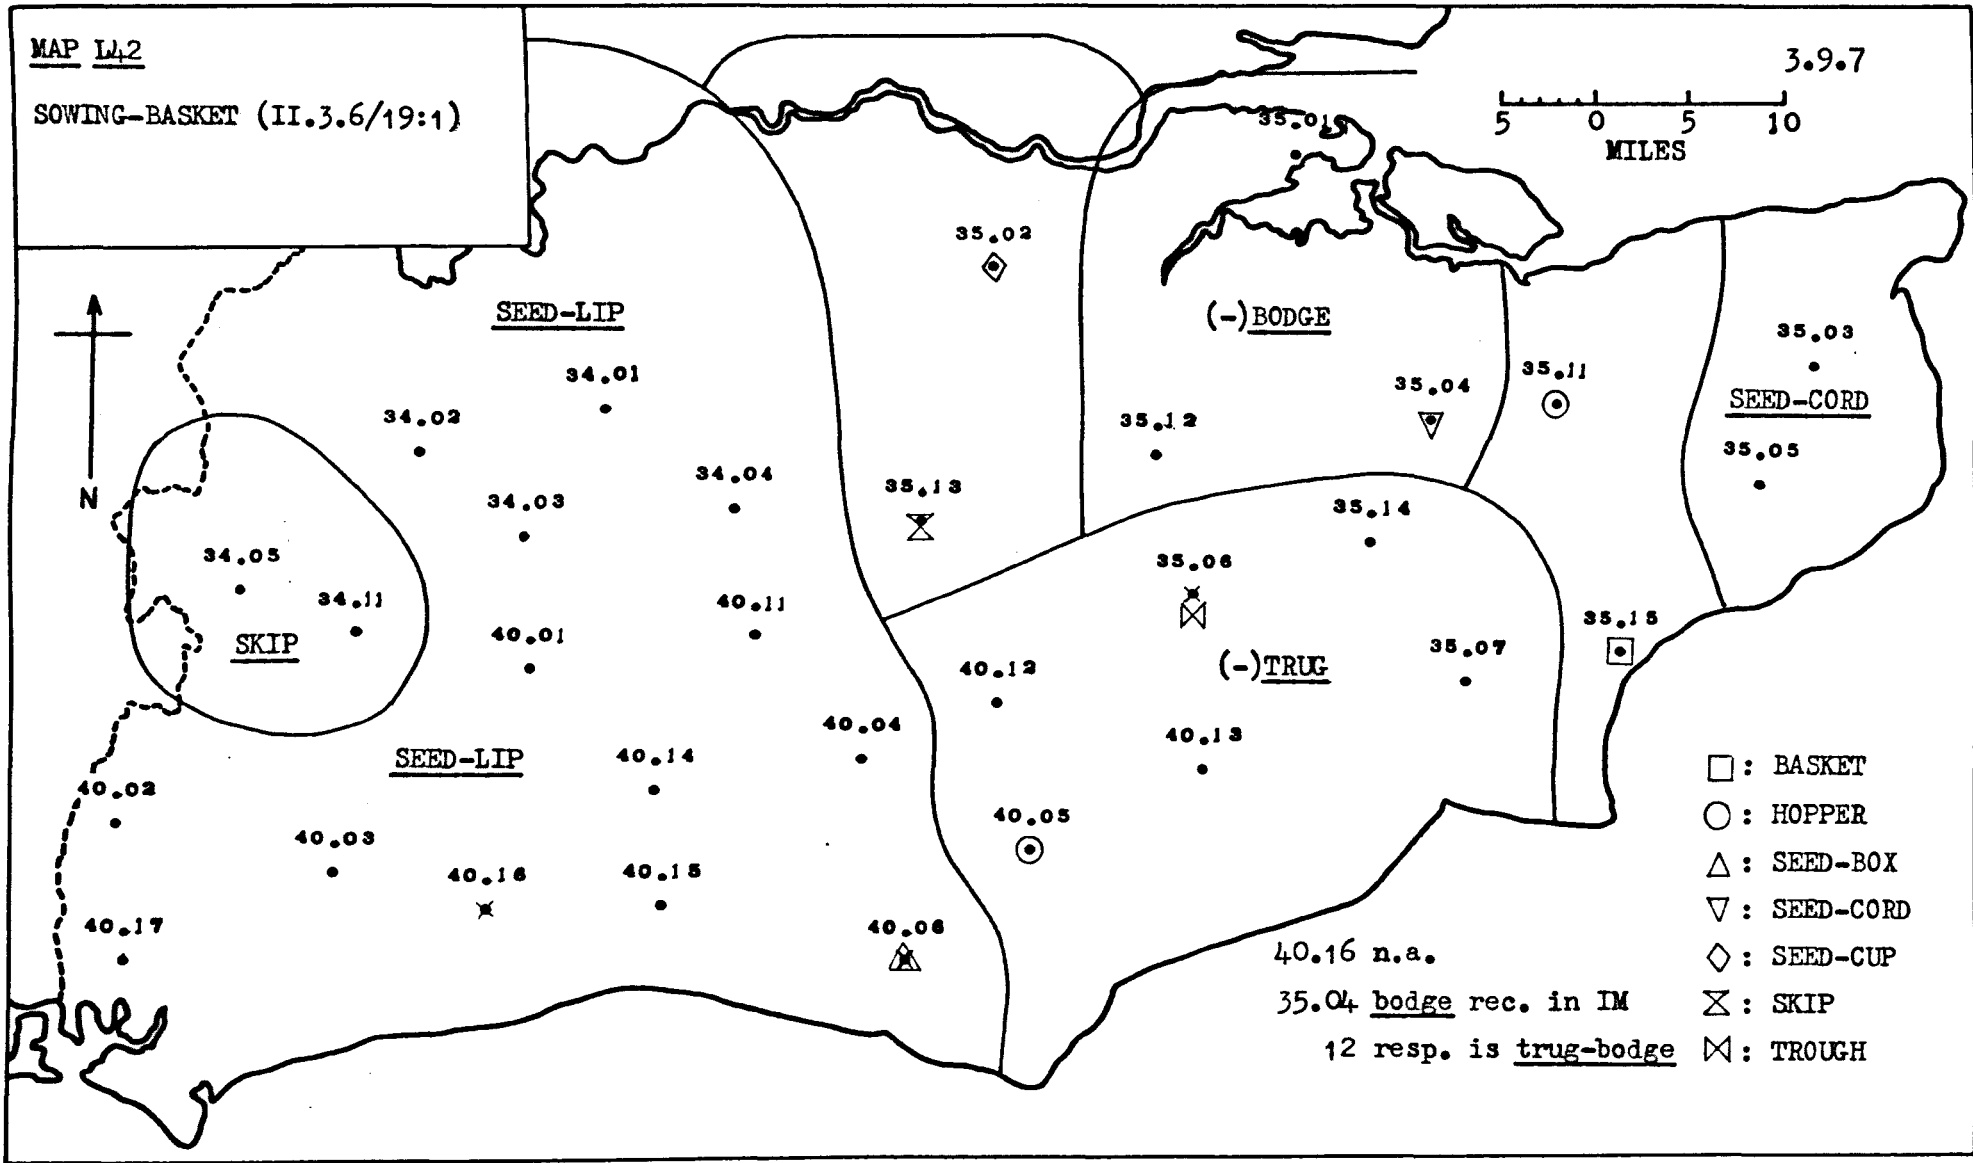 MAP L42
3.9.7
SOWING-BASKET (II.3.6/19:1)
5 0 5 10
MILES
35.01
35.02
SEED-LIP
(-)BODGE
35.03
34.01
35.11
35.04
SEED-CORD
34.02
35.12
35.05
34.04
35.13
34.03
35.14
N
34.05
35.06
34.11
40.11
35.15
SKIP
40.01
35.07
40.12
(-)TRUG
40.04
40.13
SEED-LIP
40.14
□: BASKET
40.02
40.05
○: HOPPER
40.03
40.16
40.15
△: SEED-BOX
▽: SEED-CORD
40.17
40.06
40.16 n.a.
◇: SEED-CUP
35.04 bodge rec. in IM
⧖: SKIP
12 resp. is trug-bodge
⋈: TROUGH